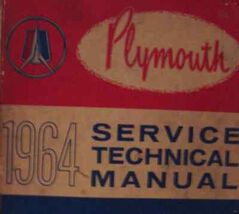 Plymouth
1964
SERVICE
TECHNICAL
MANUAL